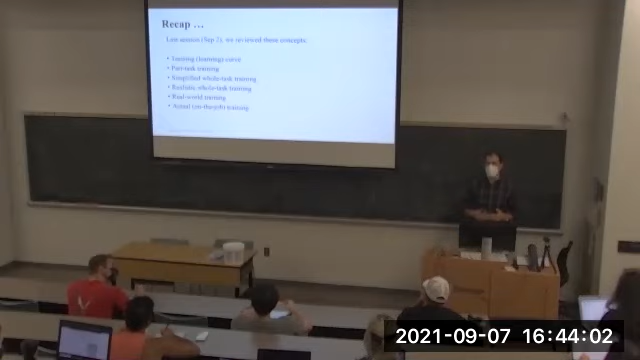 Recap …
Last session (Sep 2), we reviewed these concepts:
• Training (learning) curve
• Part-task training
• Simplified whole-task training
• Realistic whole-task training
• Real-world training
• Actual (on-the-job) training
2021-09-07 16:44:02